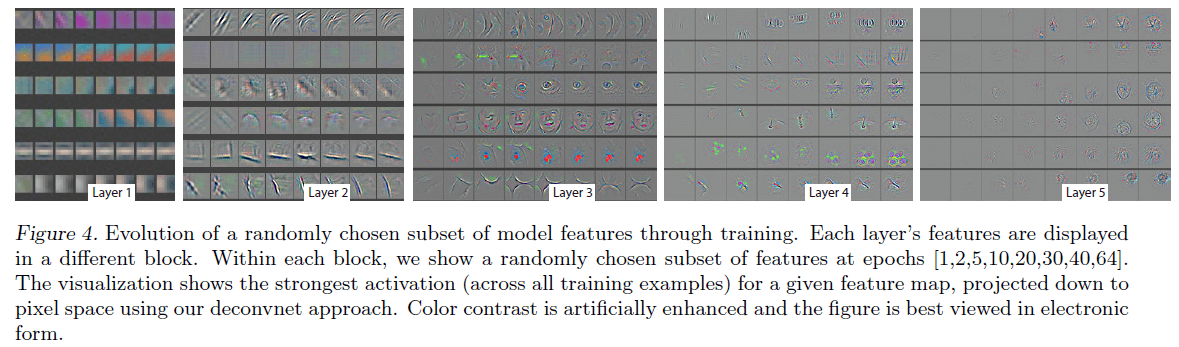 Layer 1
Layer 2
Layer 3
Layer 4
Layer 5
Figure 4. Evolution of a randomly chosen subset of model features through training. Each layer's features are displayed
in a different block. Within each block, we show a randomly chosen subset of features at epochs [1,2,5,10,20,30,40,64].
The visualization shows the strongest activation (across all training examples) for a given feature map, projected down to
pixel space using our deconvnet approach. Color contrast is artificially enhanced and the figure is best viewed in electronic
form.